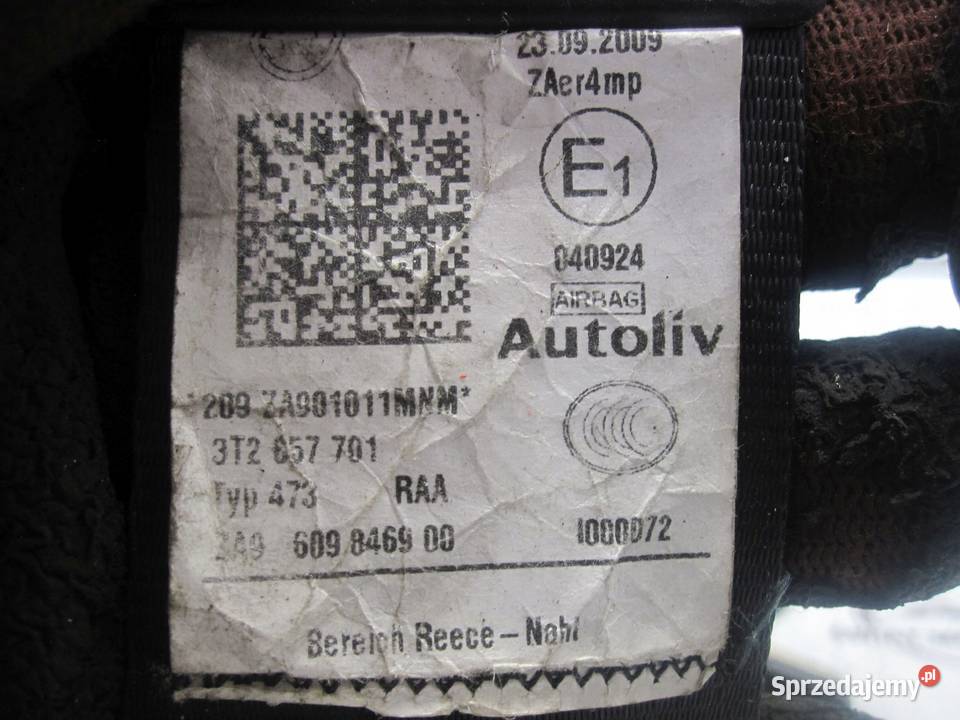 23.09.2009
ZAer4mp
E1
040924
AIRBAG
Autoliv
209 ZA901011MNM*
3T2 857 701
Typ 473 RAA
609 8469 00 I000072
Bereich Reece – Naht
Sprzedajemy.pl